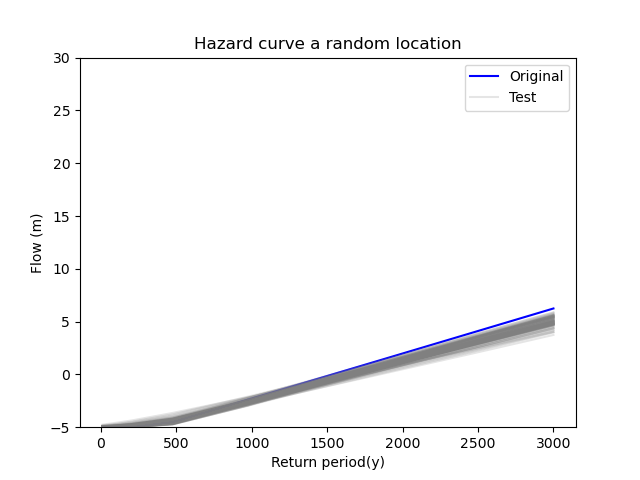 Hazard curve a random location
Original
Test
30
25
20
15
10
5
0
−5
Flow (m)
0 500 1000 1500 2000 2500 3000
Return period(y)